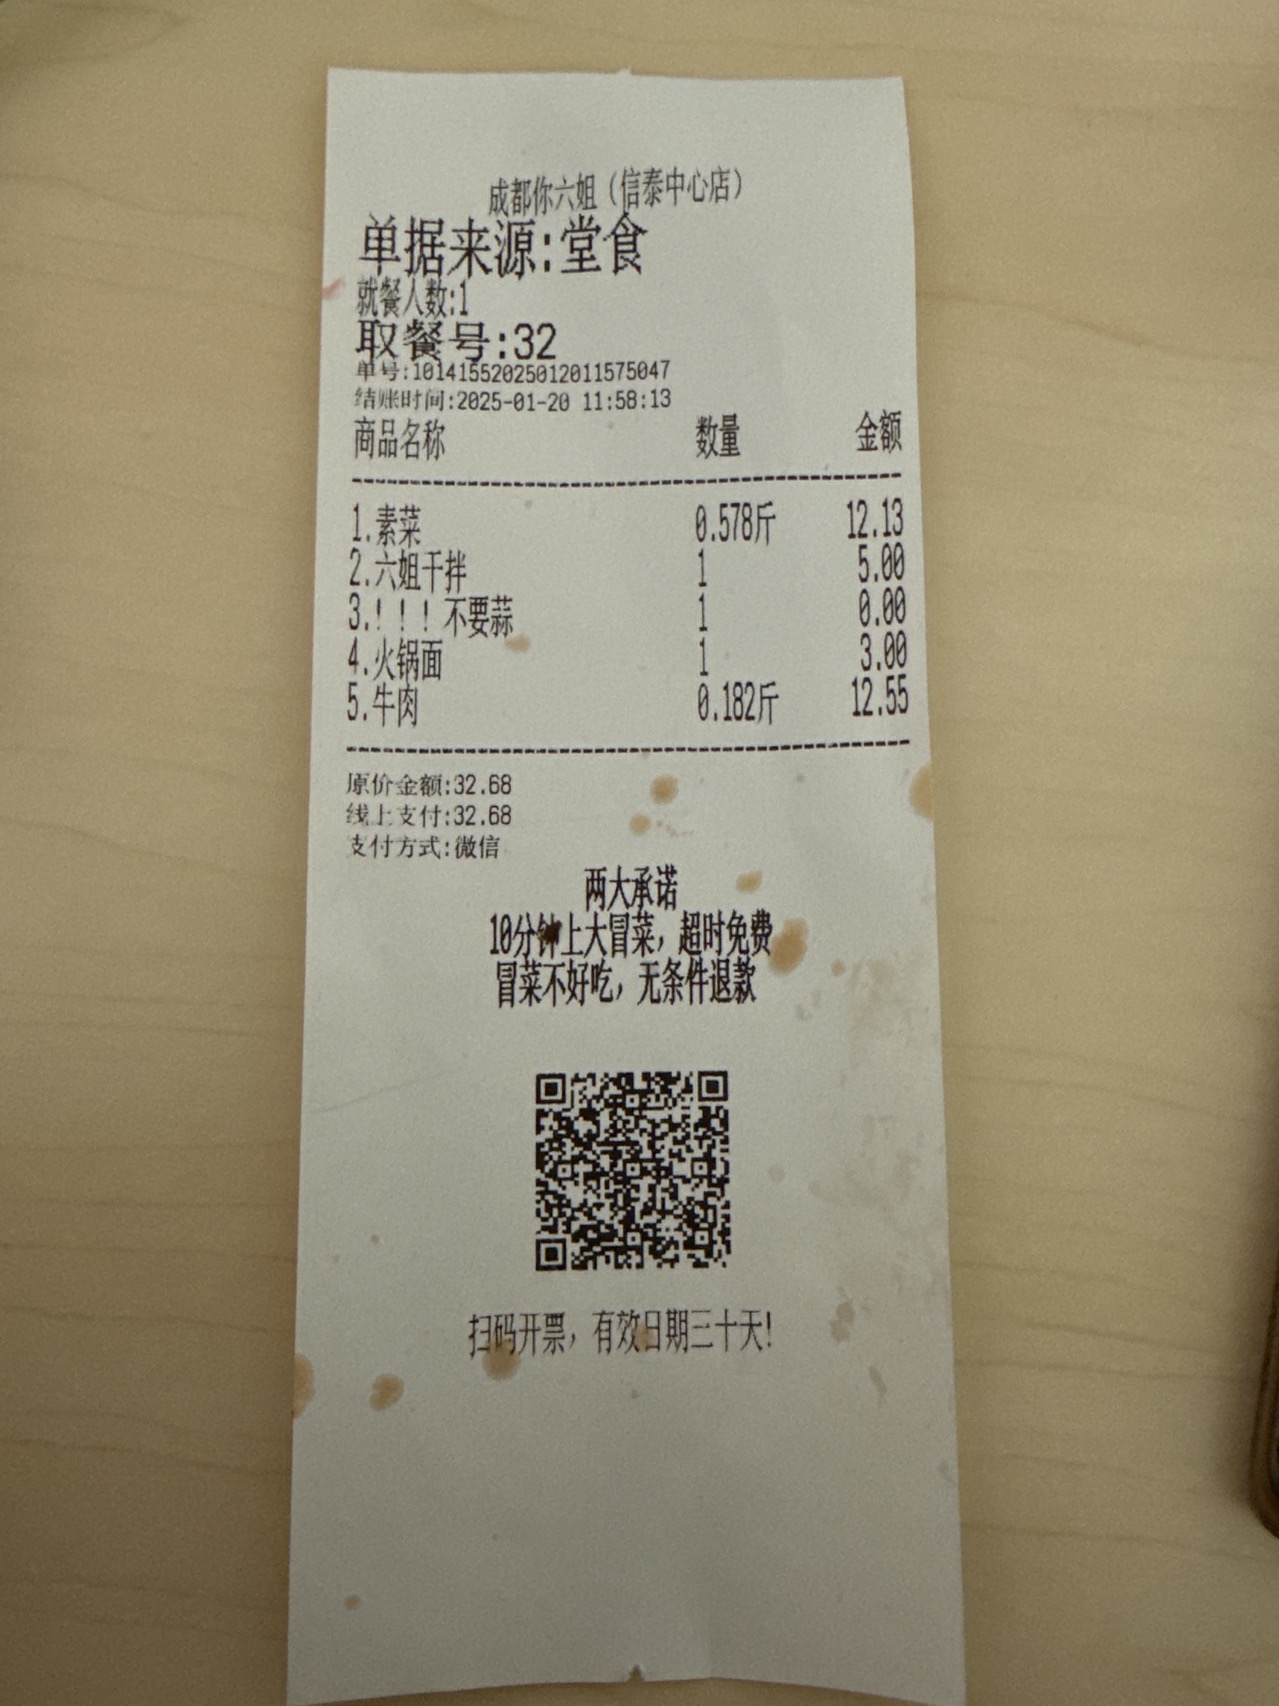 成都你六姐（信泰中心店）
单据来源:堂食
就餐人数:1
取餐号:32
单号:10141552025012011575047
结账时间:2025-01-20 11:58:13
商品名称 数量 金额
1.素菜 0.578斤 12.13
2.六姐干拌 1 5.00
3.！！！不要蒜 1 0.00
4.火锅面 1 3.00
5.牛肉 0.182斤 12.55
原价金额:32.68
线上支付:32.68
支付方式:微信
两大承诺
10分钟上大冒菜，超时免费
冒菜不好吃，无条件退款
扫码开票，有效日期三十天!